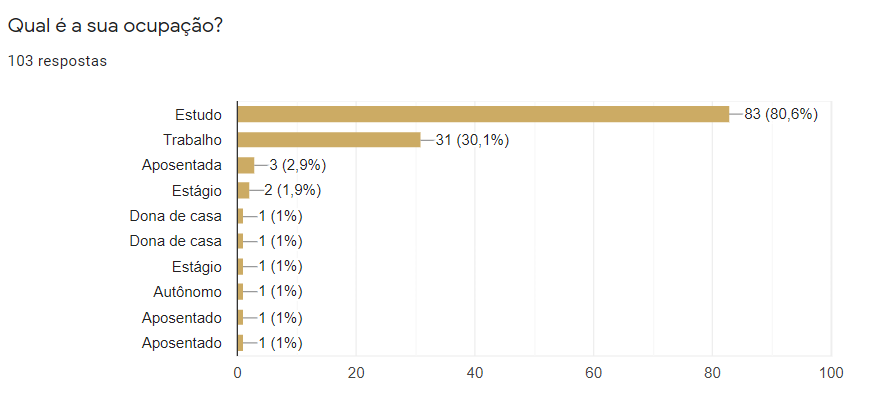 Qual é a sua ocupação?
103 respostas
Estudo 83 (80,6%)
Trabalho 31 (30,1%)
Aposentada 3 (2,9%)
Estágio 2 (1,9%)
Dona de casa 1 (1%)
Dona de casa 1 (1%)
Estágio 1 (1%)
Autônomo 1 (1%)
Aposentado 1 (1%)
Aposentado 1 (1%)
0 20 40 60 80 100